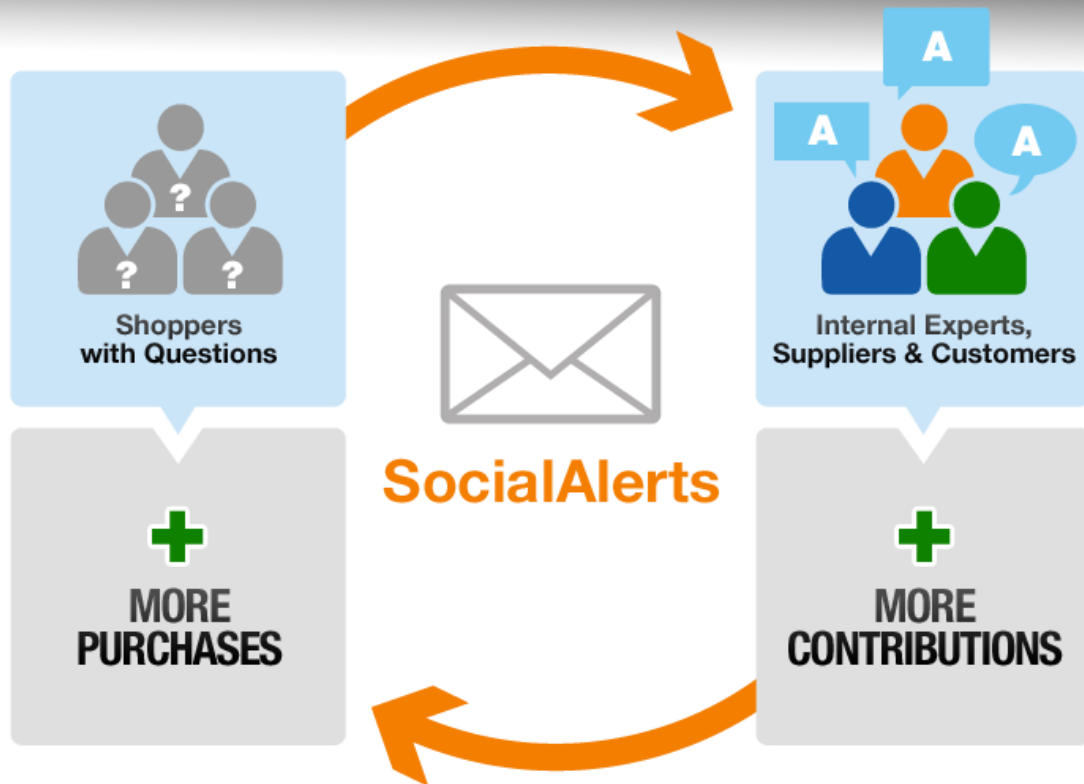 A
A
A
?
?
?
Shoppers
with Questions
Internal Experts,
Suppliers & Customers
SocialAlerts
MORE
PURCHASES
MORE
CONTRIBUTIONS